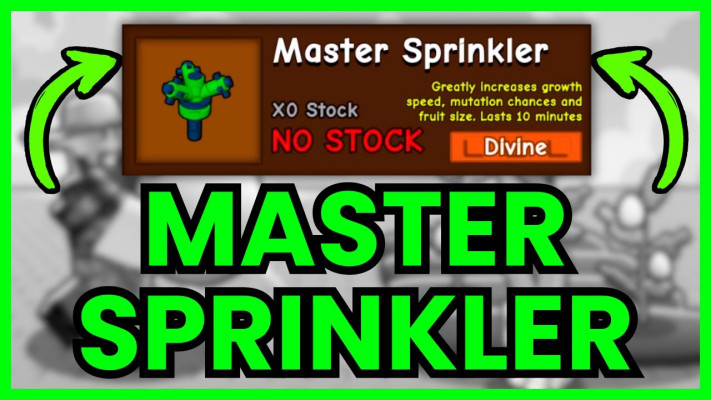 Master Sprinkler
Greatly increases growth
speed, mutation chances and
fruit size. Lasts 10 minutes
X0 Stock
NO STOCK
Divine
MASTER
SPRINKLER